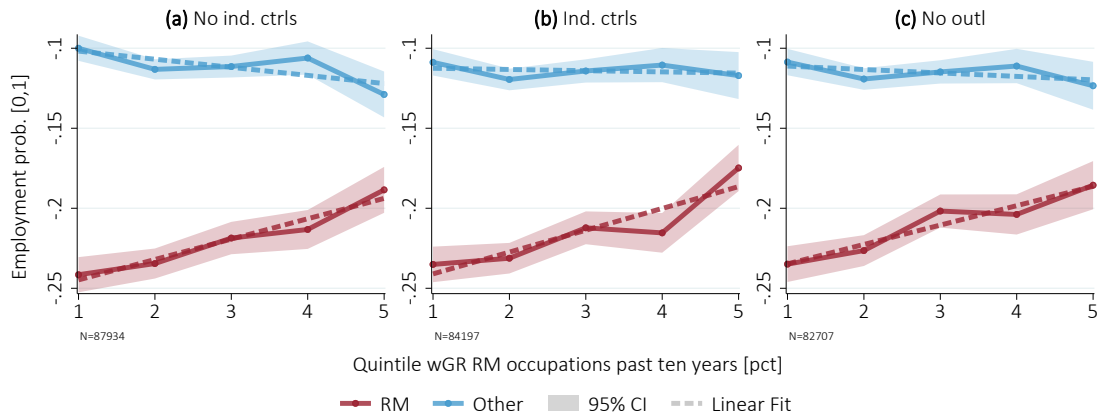 (a) No ind. ctrls
(b) Ind. ctrls
(c) No outl
Employment prob. [0,1]
-.1
-.15
-.2
-.25
1 2 3 4 5
N=87934
-.1
-.15
-.2
-.25
1 2 3 4 5
N=84197
-.1
-.15
-.2
-.25
1 2 3 4 5
N=82707
Quintile wGR RM occupations past ten years [pct]
RM Other 95% CI Linear Fit